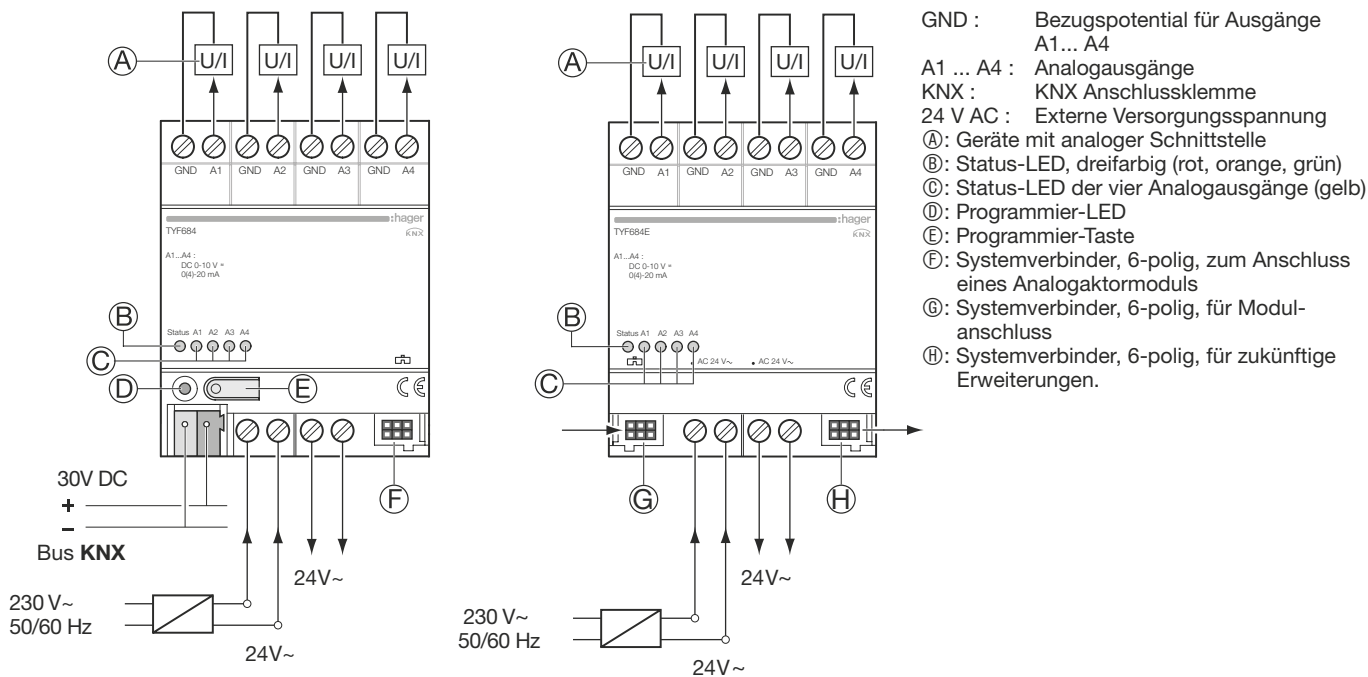 U/I U/I U/I U/I
A
GND A1 GND A2 GND A3 GND A4
:hager
TYF684
KNX
A1...A4 :
DC 0-10 V =
0(4)-20 mA
B
Status A1 A2 A3 A4
C
D
E
CE
F
30V DC
+
−
Bus KNX
24V~
230 V~
50/60 Hz
24V~
U/I U/I U/I U/I
A
GND A1 GND A2 GND A3 GND A4
:hager
TYF684E
KNX
A1...A4 :
DC 0-10 V =
0(4)-20 mA
B
Status A1 A2 A3 A4
AC 24 V~ AC 24 V~
C
CE
G
H
24V~
230 V~
50/60 Hz
24V~
GND : Bezugspotential für Ausgänge
A1... A4
A1 ... A4 : Analogausgänge
KNX : KNX Anschlussklemme
24 V AC : Externe Versorgungsspannung
Ⓐ: Geräte mit analoger Schnittstelle
Ⓑ: Status-LED, dreifarbig (rot, orange, grün)
Ⓒ: Status-LED der vier Analogausgänge (gelb)
Ⓓ: Programmier-LED
Ⓔ: Programmier-Taste
Ⓕ: Systemverbinder, 6-polig, zum Anschluss
eines Analogaktormoduls
Ⓖ: Systemverbinder, 6-polig, für Modul-
anschluss
Ⓗ: Systemverbinder, 6-polig, für zukünftige
Erweiterungen.